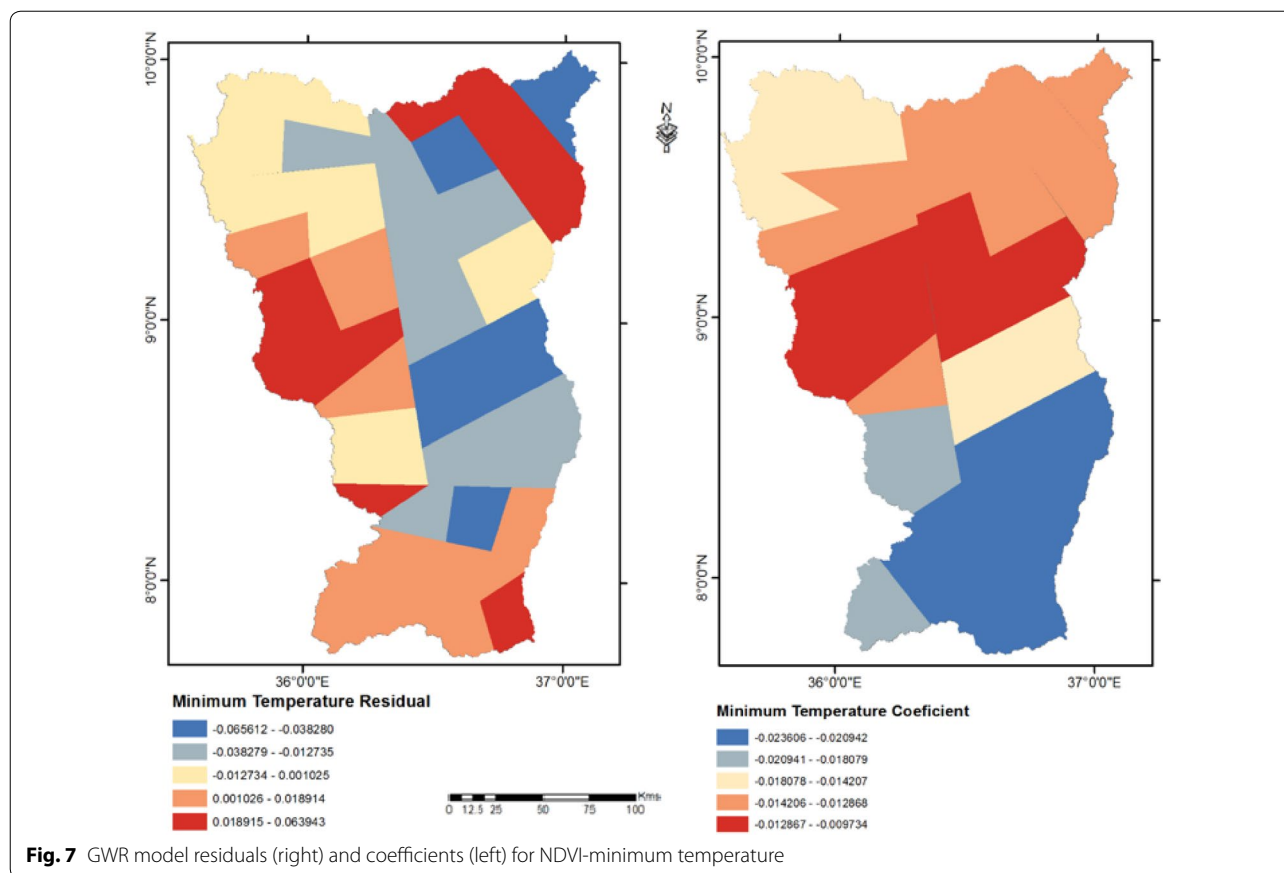 10°0'0"N
9°0'0"N
8°0'0"N
36°0'0"E
37°0'0"E
Minimum Temperature Residual
-0.065612 - -0.038280
-0.038279 - -0.012735
-0.012734 - 0.001025
0.001026 - 0.018914
0.018915 - 0.063943
N
Kms
0 12.5 25 50 75 100
10°0'0"N
9°0'0"N
8°0'0"N
36°0'0"E
37°0'0"E
Minimum Temperature Coeficient
-0.023606 - -0.020942
-0.020941 - -0.018079
-0.018078 - -0.014207
-0.014206 - -0.012868
-0.012867 - -0.009734
Fig. 7 GWR model residuals (right) and coefficients (left) for NDVI-minimum temperature